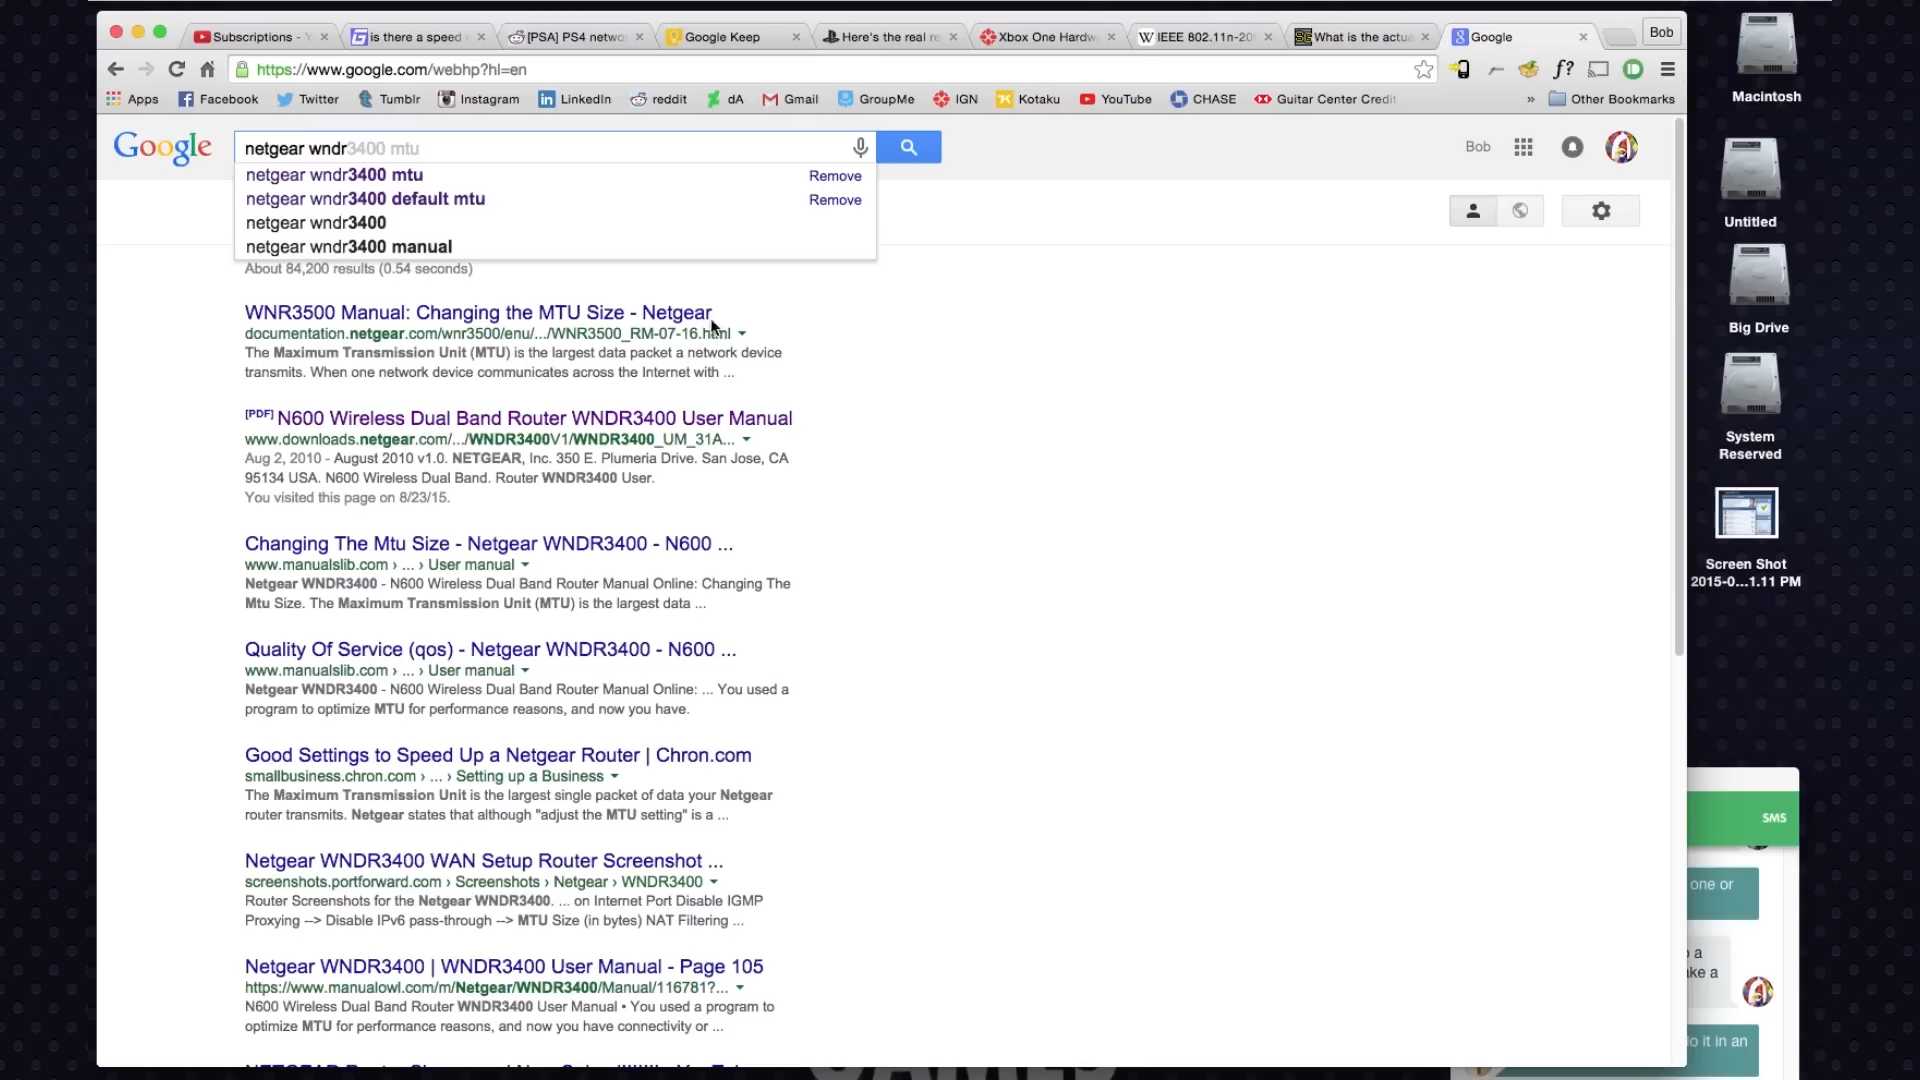 Subscriptions - Y
is there a speed
[PSA] PS4 netwo
Google Keep
Here's the real re
Xbox One Hardw
IEEE 802.11n-20
What is the actua
Google
Bob
https://www.google.com/webhp?hl=en
f?
Apps
Facebook
Twitter
Tumblr
Instagram
LinkedIn
reddit
dA
Gmail
GroupMe
IGN
Kotaku
YouTube
CHASE
Guitar Center Credit
»
Other Bookmarks
Google
netgear wndr3400 mtu
Bob
netgear wndr3400 mtu
Remove
netgear wndr3400 default mtu
Remove
netgear wndr3400
netgear wndr3400 manual
About 84,200 results (0.54 seconds)
WNR3500 Manual: Changing the MTU Size - Netgear
documentation.netgear.com/wnr3500/enu/.../WNR3500_RM-07-16.html
The Maximum Transmission Unit (MTU) is the largest data packet a network device
transmits. When one network device communicates across the Internet with ...
[PDF] N600 Wireless Dual Band Router WNDR3400 User Manual
www.downloads.netgear.com/.../WNDR3400V1/WNDR3400_UM_31A...
Aug 2, 2010 - August 2010 v1.0. NETGEAR, Inc. 350 E. Plumeria Drive. San Jose, CA
95134 USA. N600 Wireless Dual Band. Router WNDR3400 User.
You visited this page on 8/23/15.
Changing The Mtu Size - Netgear WNDR3400 - N600 ...
www.manualslib.com › ... › User manual
Netgear WNDR3400 - N600 Wireless Dual Band Router Manual Online: Changing The
Mtu Size. The Maximum Transmission Unit (MTU) is the largest data ...
Quality Of Service (qos) - Netgear WNDR3400 - N600 ...
www.manualslib.com › ... › User manual
Netgear WNDR3400 - N600 Wireless Dual Band Router Manual Online: ... You used a
program to optimize MTU for performance reasons, and now you have.
Good Settings to Speed Up a Netgear Router | Chron.com
smallbusiness.chron.com › ... › Setting up a Business
The Maximum Transmission Unit is the largest single packet of data your Netgear
router transmits. Netgear states that although "adjust the MTU setting" is a ...
Netgear WNDR3400 WAN Setup Router Screenshot ...
screenshots.portforward.com › Screenshots › Netgear › WNDR3400
Router Screenshots for the Netgear WNDR3400. ... on Internet Port Disable IGMP
Proxying --> Disable IPv6 pass-through --> MTU Size (in bytes) NAT Filtering ...
Netgear WNDR3400 | WNDR3400 User Manual - Page 105
https://www.manualowl.com/m/Netgear/WNDR3400/Manual/116781?...
N600 Wireless Dual Band Router WNDR3400 User Manual • You used a program to
optimize MTU for performance reasons, and now you have connectivity or ...
Macintosh
Untitled
Big Drive
System
Reserved
Screen Shot
2015-0...1.11 PM
SMS
one or
a
ake a
do it in an